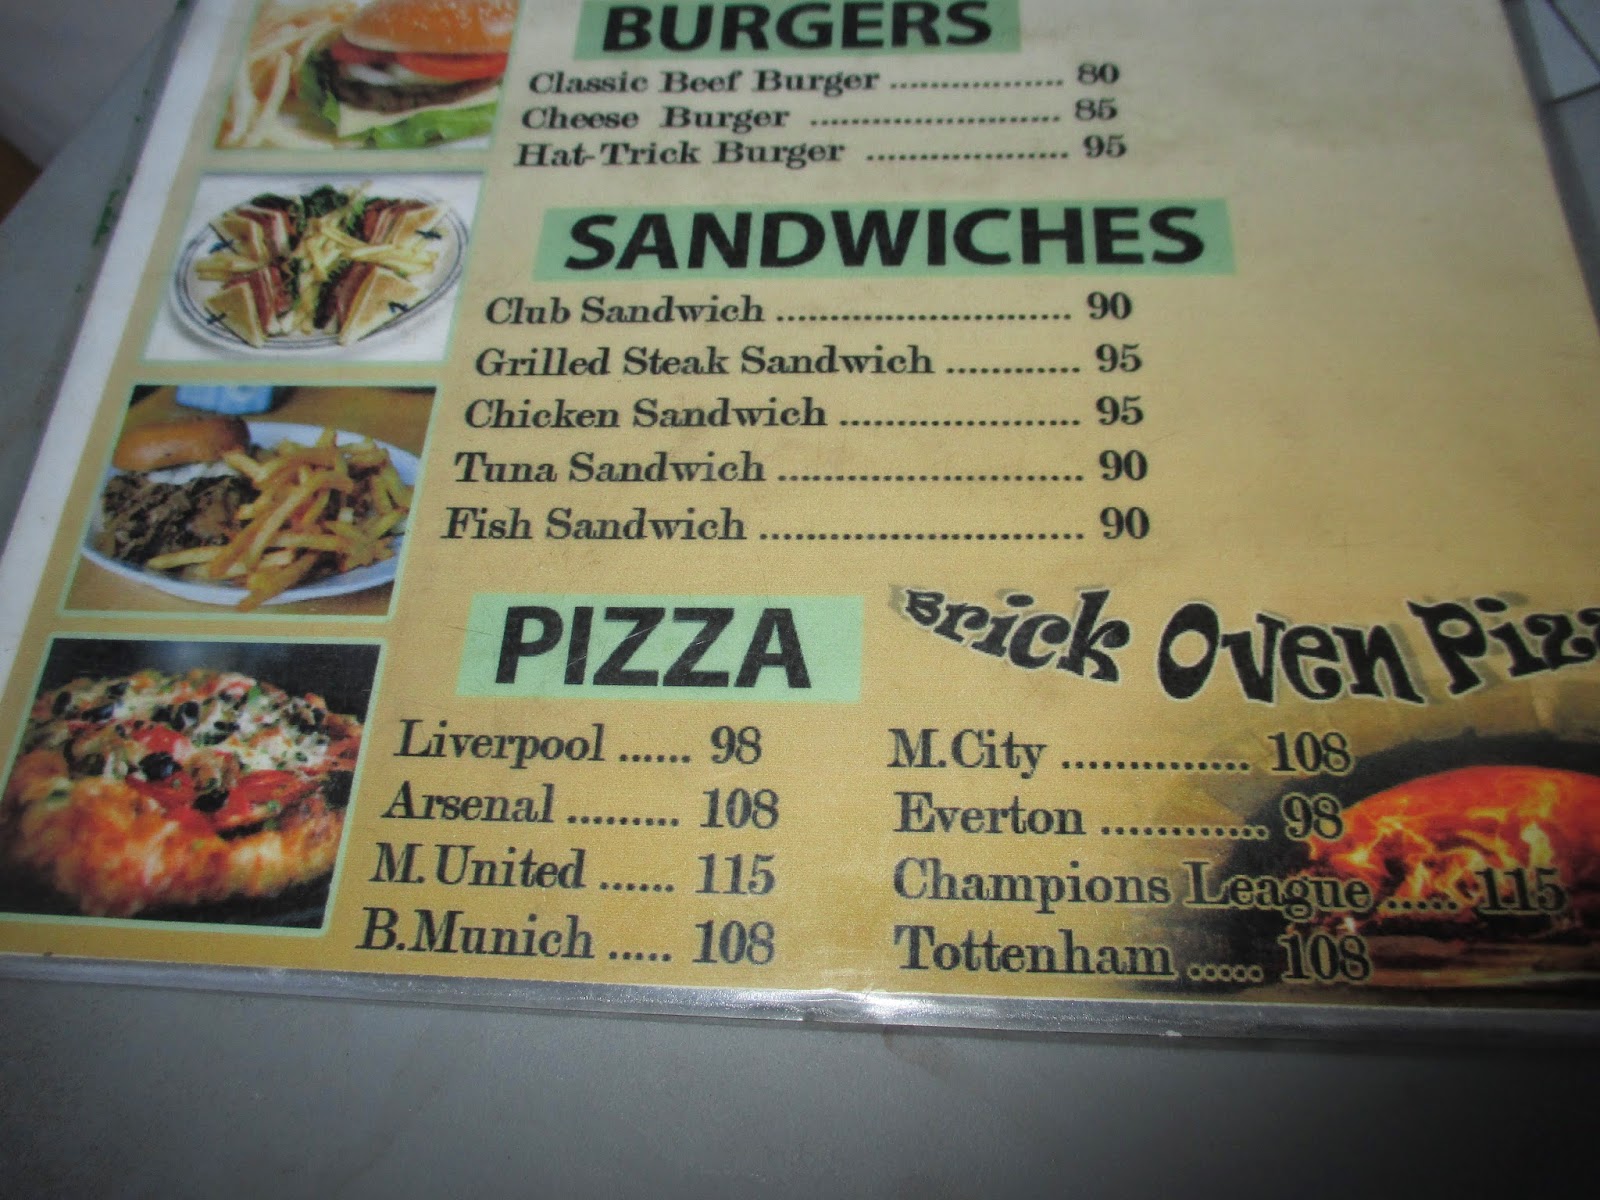 BURGERS
Classic Beef Burger ................. 80
Cheese Burger ......................... 85
Hat-Trick Burger .................... 95
SANDWICHES
Club Sandwich ........................... 90
Grilled Steak Sandwich ............ 95
Chicken Sandwich ...................... 95
Tuna Sandwich ............................ 90
Fish Sandwich ............................ 90
PIZZA
Liverpool ...... 98
Arsenal ......... 108
M.United ...... 115
B.Munich ..... 108
Brick Oven Pizz
M.City .............. 108
Everton ............ 98
Champions League ..... 115
Tottenham ..... 108